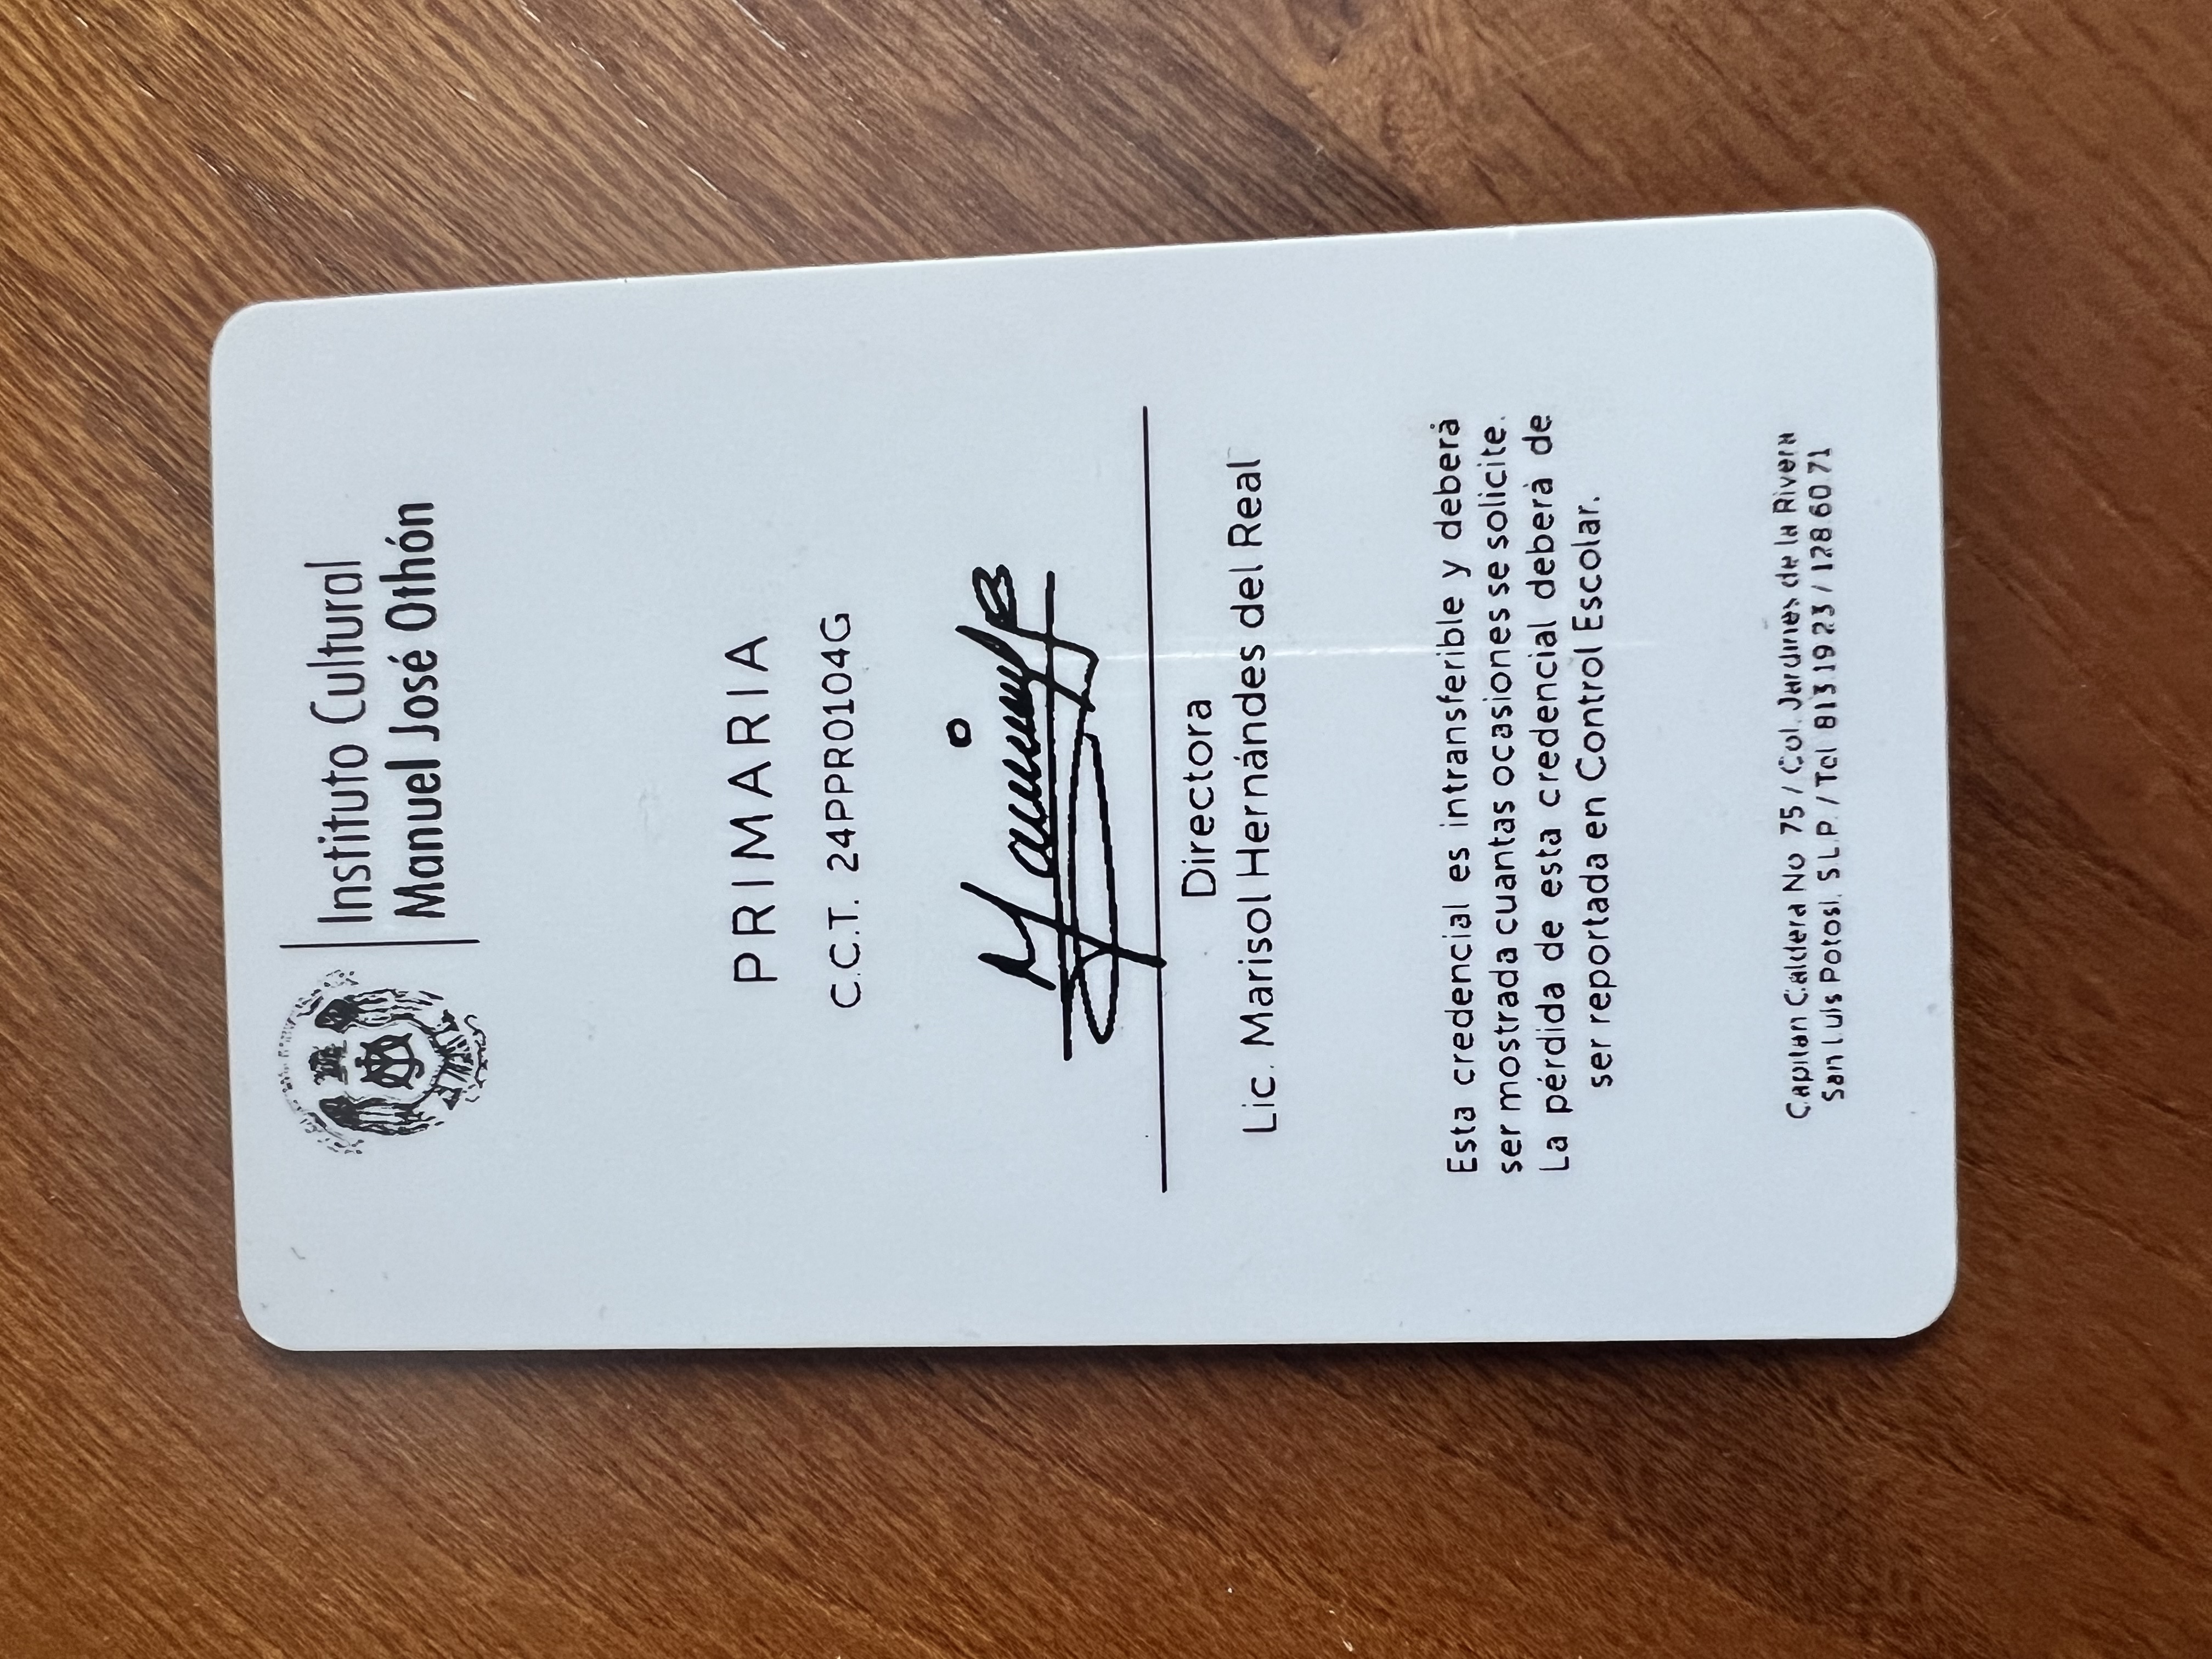 Instituto Cultural
Manuel José Othón
PRIMARIA
C.C.T. 24PPR0104G
Directora
Lic. Marisol Hernándes del Real
Esta credencial es intransferible y deberá
ser mostrada cuantas ocasiones se solicite.
La pérdida de esta credencial deberá de
ser reportada en Control Escolar.
Capitan Caldera No 75 / Col. Jardines de la Rivera
San Luis Potosi, S.L.P. / Tel 813 19 23 / 128 60 71